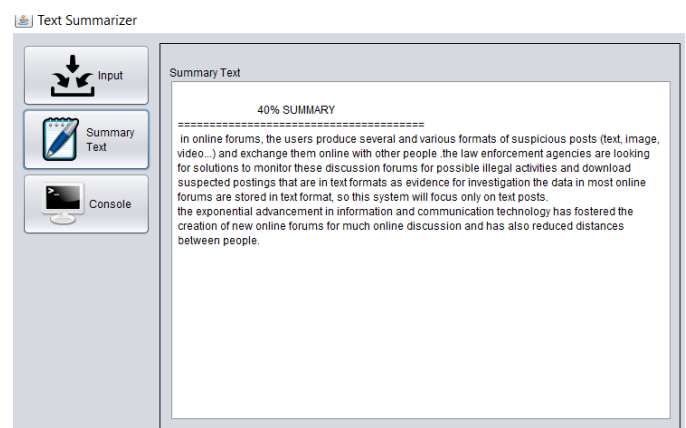 Text Summarizer
Input
Summary
Text
Console
Summary Text
40% SUMMARY
========================================
in online forums, the users produce several and various formats of suspicious posts (text, image,
video...) and exchange them online with other people .the law enforcement agencies are looking
for solutions to monitor these discussion forums for possible illegal activities and download
suspected postings that are in text formats as evidence for investigation the data in most online
forums are stored in text format, so this system will focus only on text posts.
the exponential advancement in information and communication technology has fostered the
creation of new online forums for much online discussion and has also reduced distances
between people.